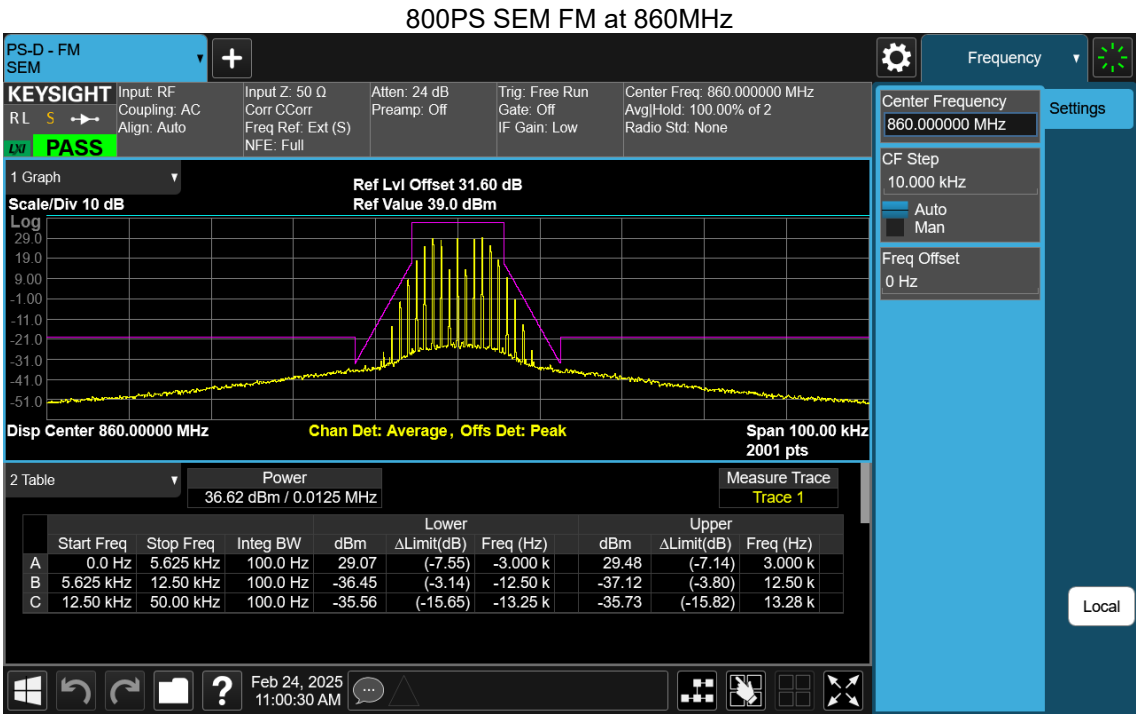 800PS SEM FM at 860MHz
PS-D - FM
SEM
Frequency
KEYSIGHT
RL S
LXI PASS
Input: RF
Coupling: AC
Align: Auto
Input Z: 50 Ω
Corr CCorr
Freq Ref: Ext (S)
NFE: Full
Atten: 24 dB
Preamp: Off
Trig: Free Run
Gate: Off
IF Gain: Low
Center Freq: 860.000000 MHz
Avg|Hold: 100.00% of 2
Radio Std: None
Center Frequency
860.000000 MHz
Settings
CF Step
10.000 kHz
Auto
Man
Freq Offset
0 Hz
1 Graph
Ref Lvl Offset 31.60 dB
Scale/Div 10 dB Ref Value 39.0 dBm
Log
29.0
19.0
9.00
-1.00
-11.0
-21.0
-31.0
-41.0
-51.0
Disp Center 860.00000 MHz Chan Det: Average, Offs Det: Peak Span 100.00 kHz
2001 pts
2 Table
Power
36.62 dBm / 0.0125 MHz
Measure Trace
Trace 1
Lower Upper
Start Freq Stop Freq Integ BW dBm ΔLimit(dB) Freq (Hz) dBm ΔLimit(dB) Freq (Hz)
A 0.0 Hz 5.625 kHz 100.0 Hz 29.07 (-7.55) -3.000 k 29.48 (-7.14) 3.000 k
B 5.625 kHz 12.50 kHz 100.0 Hz -36.45 (-3.14) -12.50 k -37.12 (-3.80) 12.50 k
C 12.50 kHz 50.00 kHz 100.0 Hz -35.56 (-15.65) -13.25 k -35.73 (-15.82) 13.28 k
Local
Feb 24, 2025
11:00:30 AM